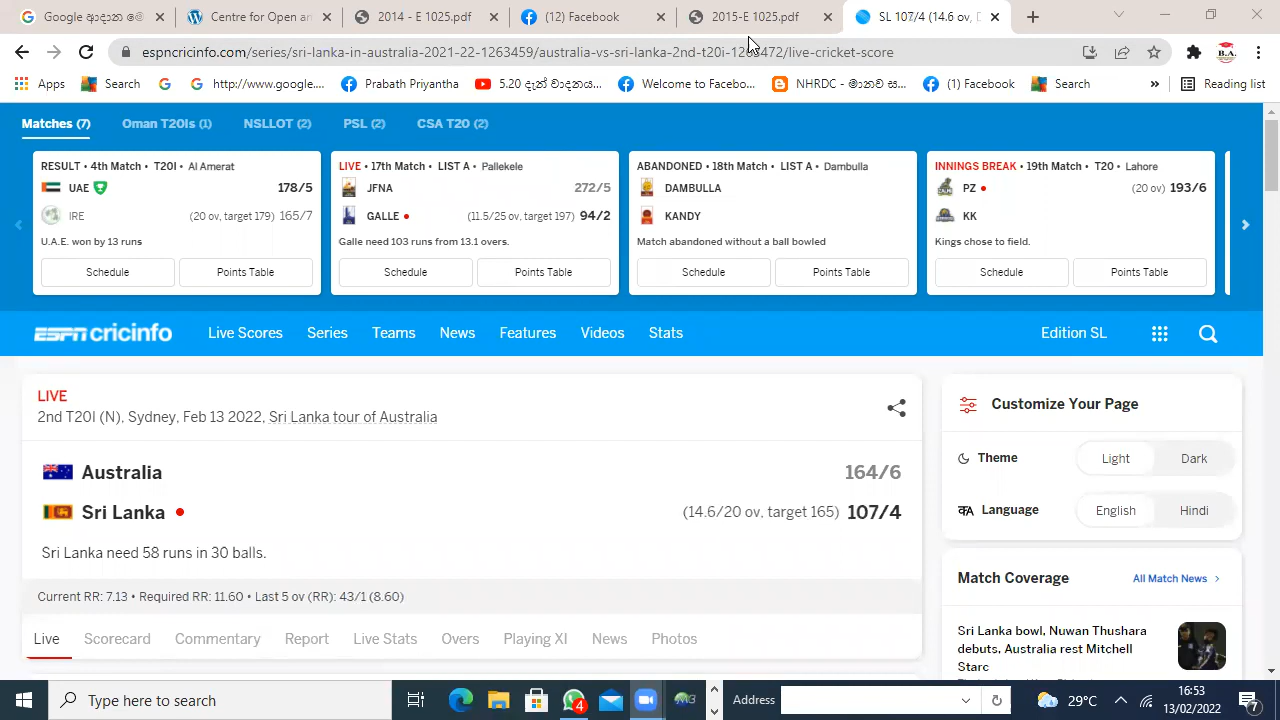 Google ආදාන මෙ
Centre for Open an
2014 - E 1025.pdf
(12) Facebook
SL 107/4 (14.6 ov,
espncricinfo.com/series/sri-lanka-in-australia-2021-22-1263459/australia-vs-sri-lanka-2nd-t20i-
/live-cricket-score
B.A.
Apps Search http://www.google.... Prabath Priyantha 5.20 දැන් වාදනය... Welcome to Facebo... NHRDC - මානව ස... (1) Facebook Search » Reading list
Matches (7) Oman T20Is (1) NSLLOT (2) PSL (2) CSA T20 (2)
RESULT • 4th Match • T20I • Al Amerat
UAE 178/5
IRE (20 ov, target 179) 165/7
U.A.E. won by 13 runs
Schedule Points Table
LIVE • 17th Match • LIST A • Pallekele
JFNA 272/5
GALLE • (11.5/25 ov, target 197) 94/2
Galle need 103 runs from 13.1 overs.
Schedule Points Table
ABANDONED • 18th Match • LIST A • Dambulla
DAMBULLA
KANDY
Match abandoned without a ball bowled
Schedule Points Table
INNINGS BREAK • 19th Match • T20 • Lahore
PZ • (20 ov) 193/6
KK
Kings chose to field.
Schedule Points Table
ESPN cricinfo Live Scores Series Teams News Features Videos Stats Edition SL
LIVE
2nd T20I (N), Sydney, Feb 13 2022, Sri Lanka tour of Australia
Australia 164/6
Sri Lanka • (14.6/20 ov, target 165) 107/4
Sri Lanka need 58 runs in 30 balls.
Current RR: 7.13 • Required RR: 11.60 • Last 5 ov (RR): 43/1 (8.60)
Live Scorecard Commentary Report Live Stats Overs Playing XI News Photos
Customize Your Page
Theme Light Dark
Language English Hindi
Match Coverage All Match News
Sri Lanka bowl, Nuwan Thushara
debuts, Australia rest Mitchell
Starc
Type here to search
4
Address
29°C
16:53
13/02/2022
7